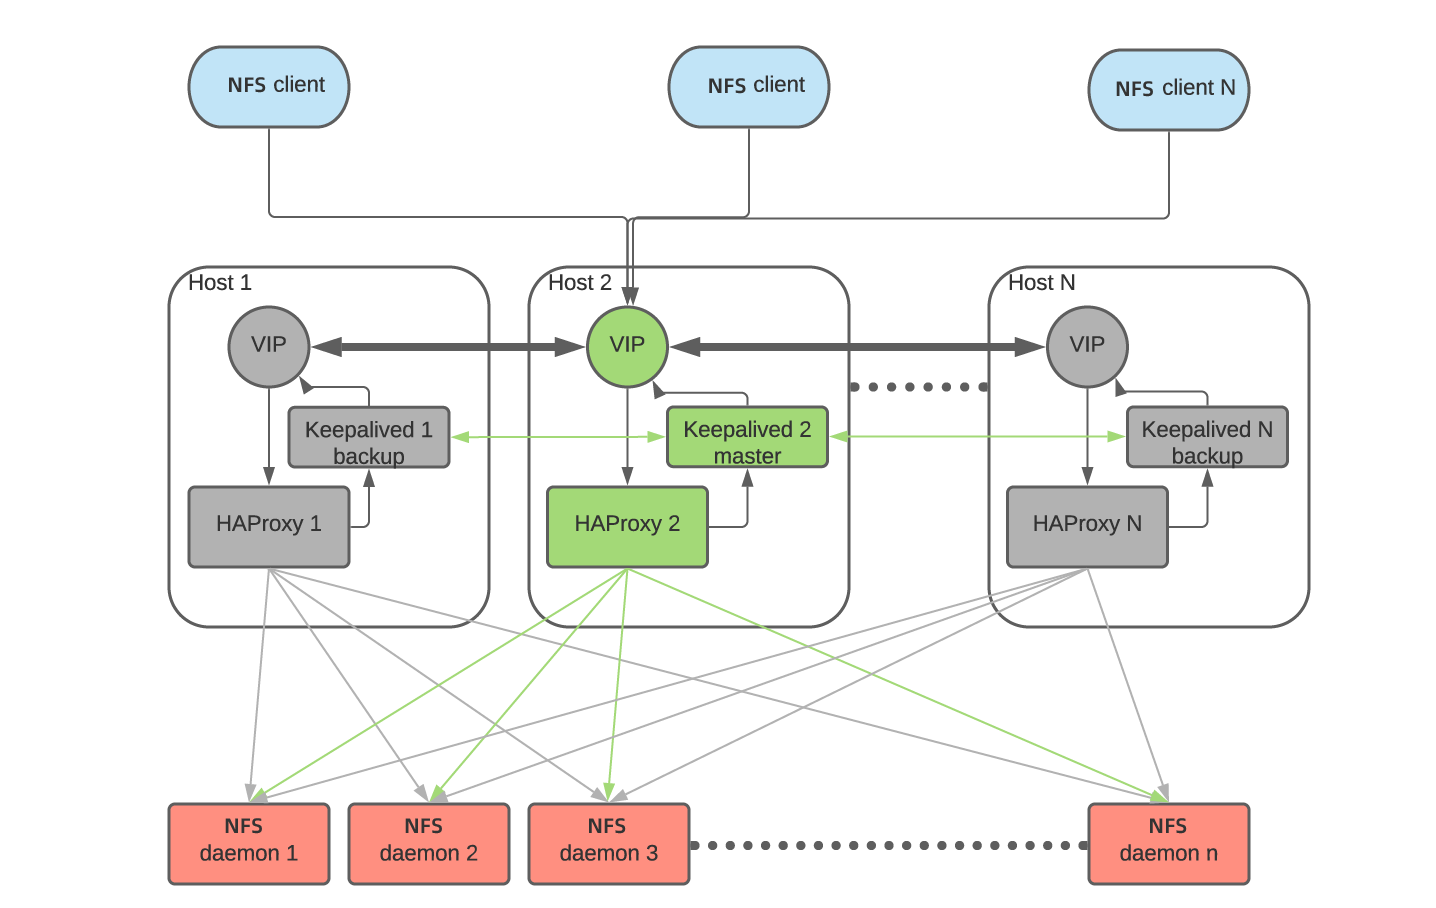 NFS client
NFS client
NFS client N
Host 1
Host 2
Host N
VIP
VIP
VIP
Keepalived 1
backup
Keepalived 2
master
Keepalived N
backup
HAProxy 1
HAProxy 2
HAProxy N
NFS
daemon 1
NFS
daemon 2
NFS
daemon 3
NFS
daemon n